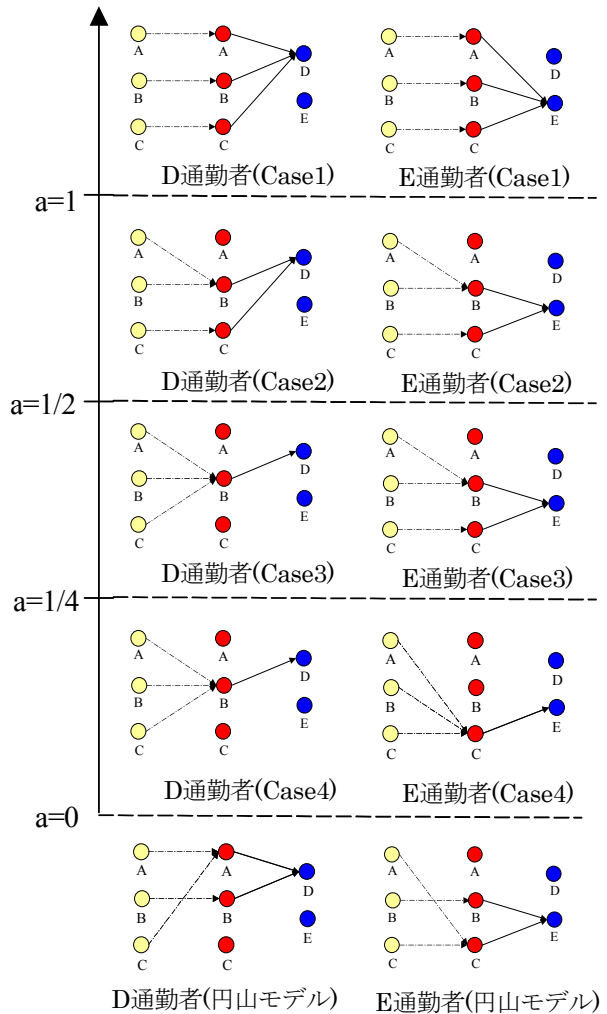 A A D A A D
B B E B B E
C C C C
D通勤者(Case1) E通勤者(Case1)
a=1
A A D A A D
B B E B B E
C C C C
D通勤者(Case2) E通勤者(Case2)
a=1/2
A A D A A D
B B E B B E
C C C C
D通勤者(Case3) E通勤者(Case3)
a=1/4
A A D A A D
B B E B B E
C C C C
D通勤者(Case4) E通勤者(Case4)
a=0
A A D A A D
B B E B B E
C C C C
D通勤者(円山モデル) E通勤者(円山モデル)